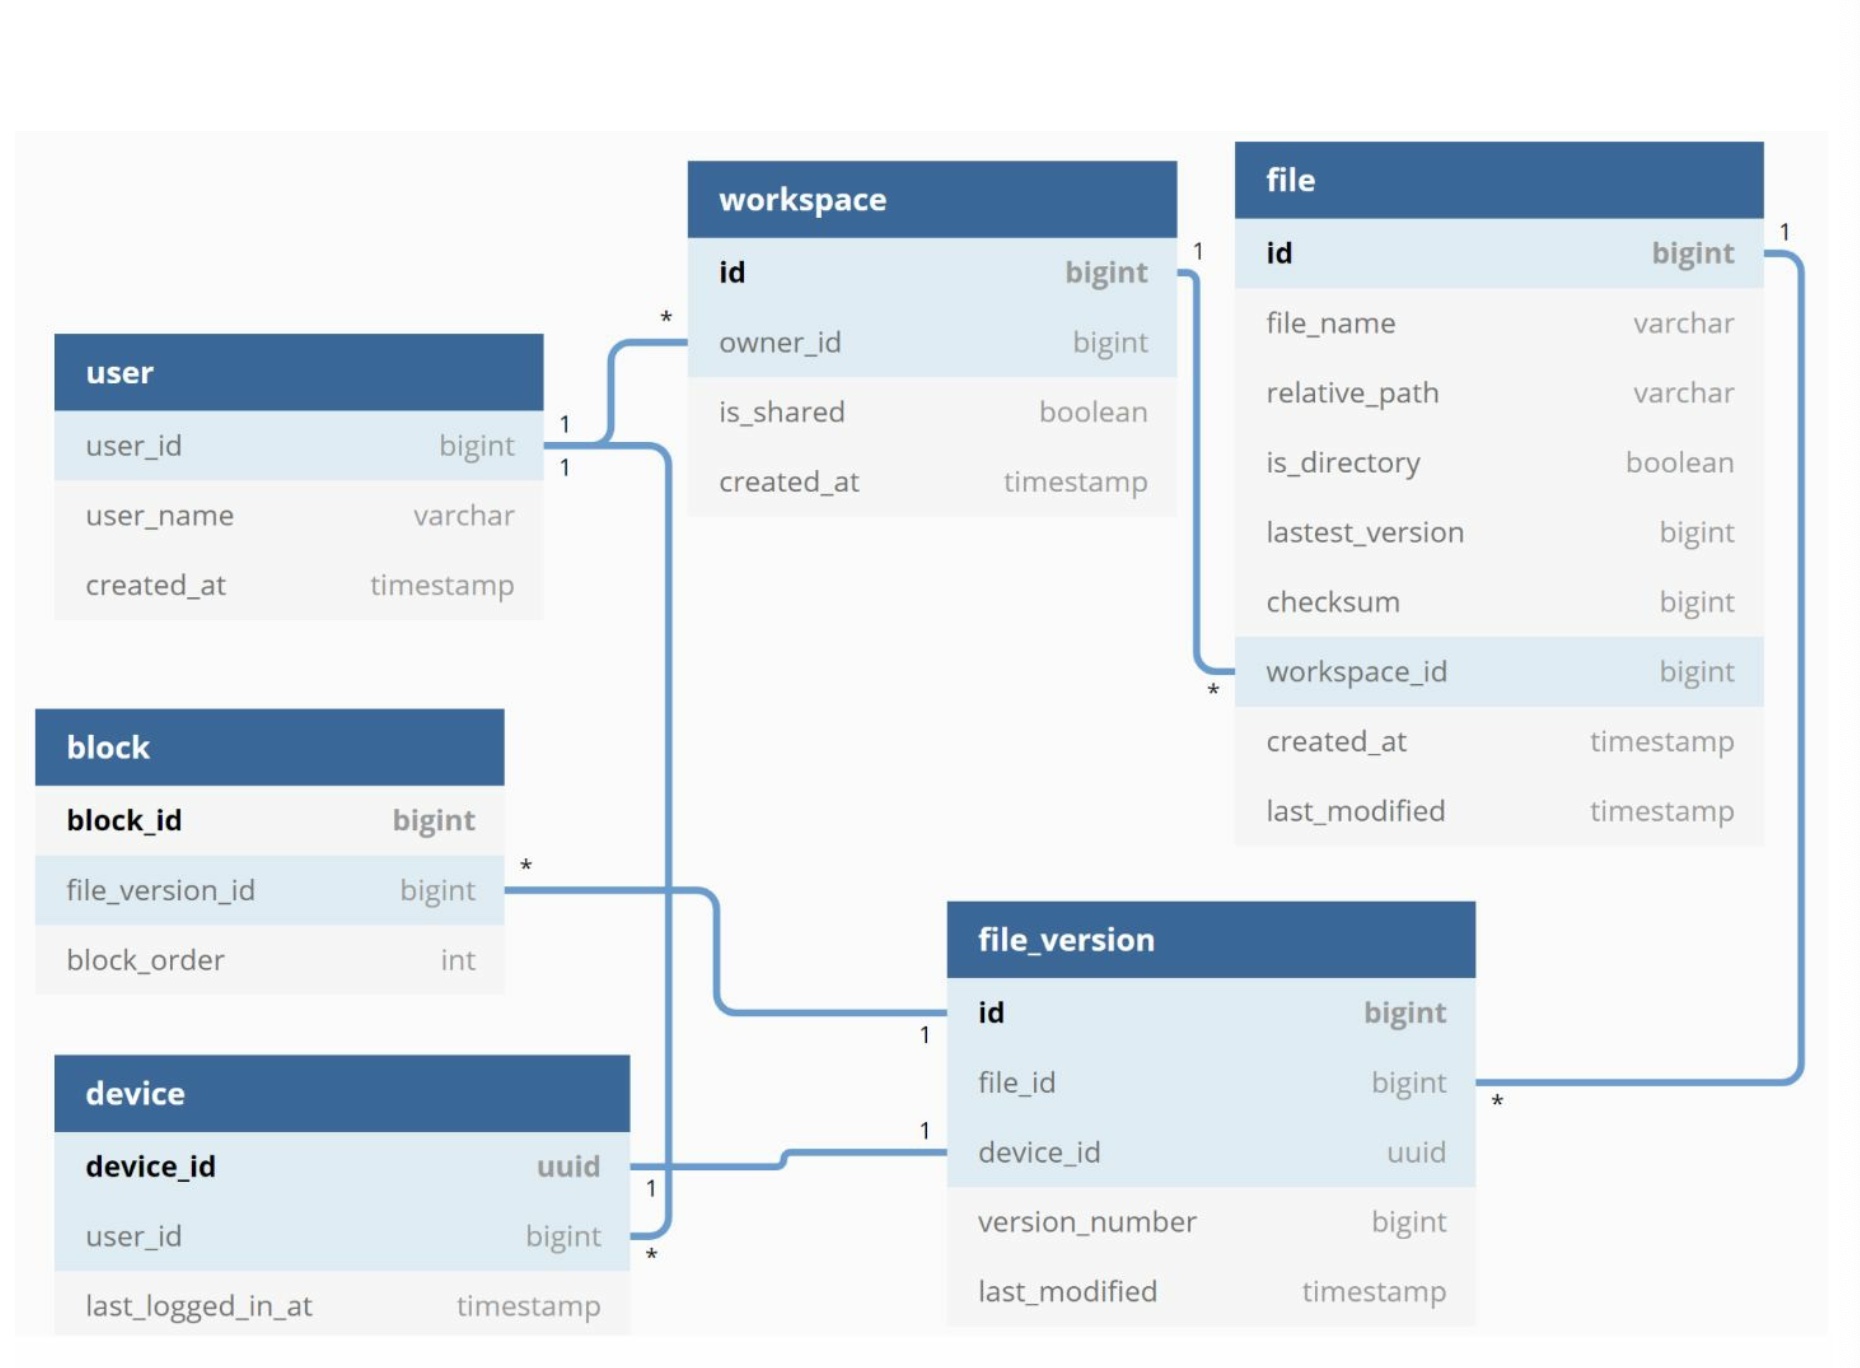 workspace
id bigint
owner_id bigint
is_shared boolean
created_at timestamp
1
*
file
id bigint
file_name varchar
relative_path varchar
is_directory boolean
lastest_version bigint
checksum bigint
workspace_id bigint
created_at timestamp
last_modified timestamp
1
*
user
user_id bigint
user_name varchar
created_at timestamp
1
1
block
block_id bigint
file_version_id bigint
block_order int
*
file_version
id bigint
file_id bigint
device_id uuid
version_number bigint
last_modified timestamp
1
1
*
device
device_id uuid
user_id bigint
last_logged_in_at timestamp
1
*